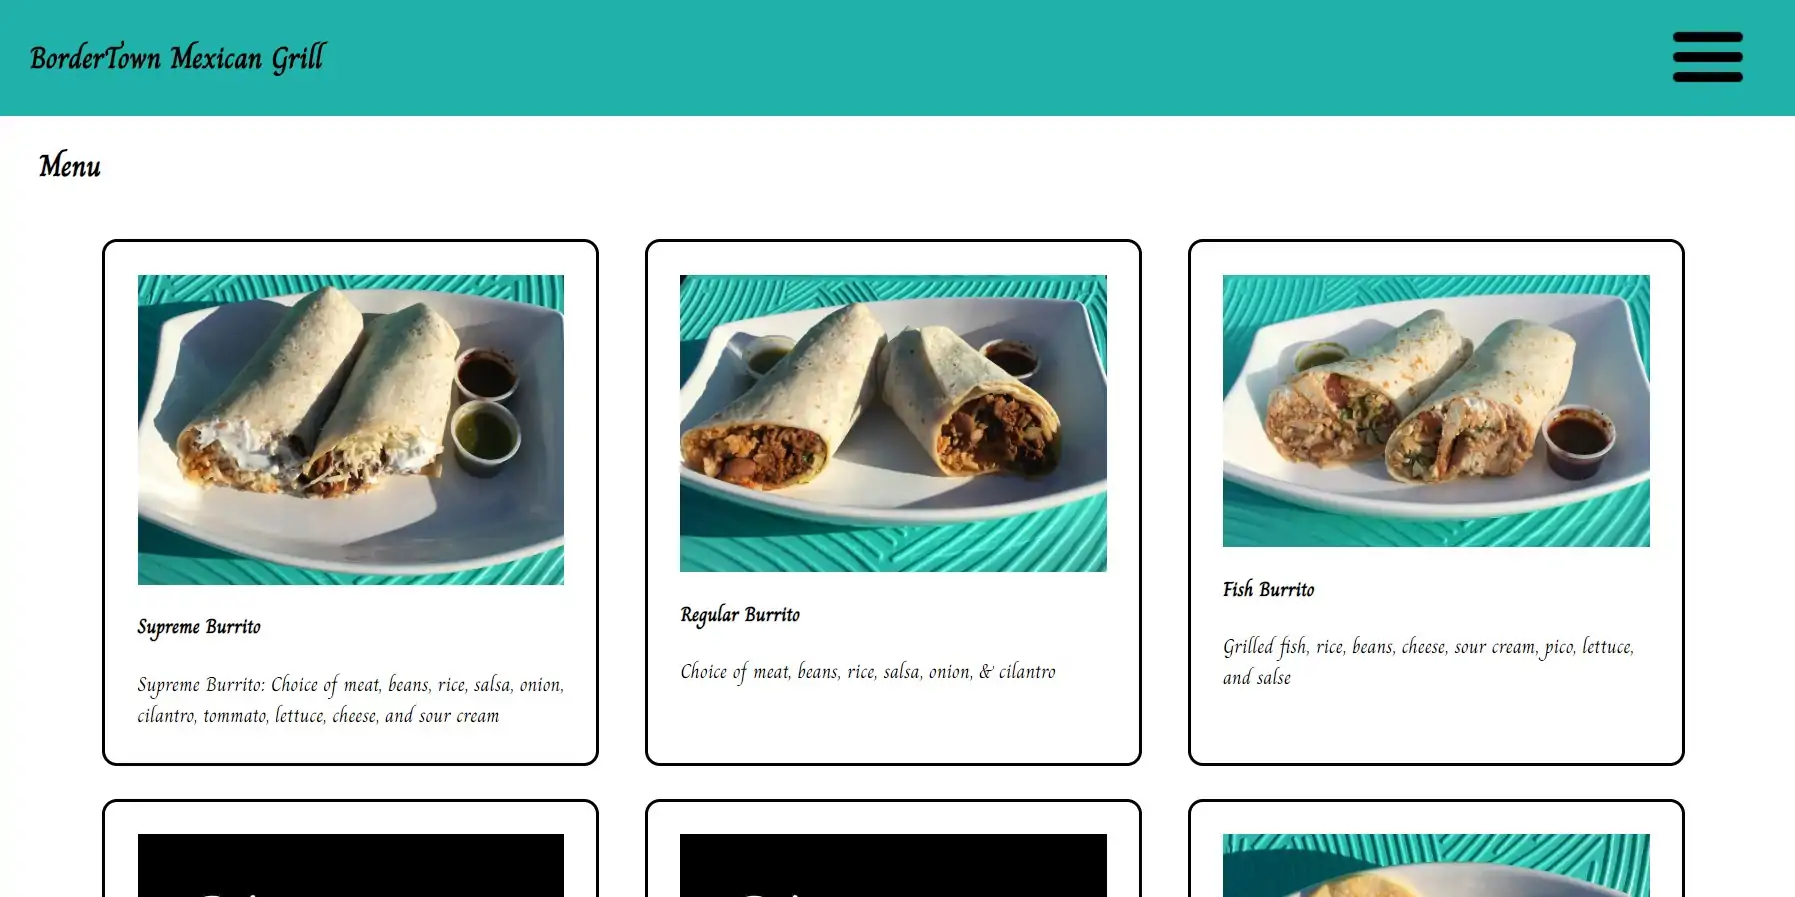 BorderTown Mexican Grill
Menu
Supreme Burrito
Supreme Burrito: Choice of meat, beans, rice, salsa, onion,
cilantro, tommato, lettuce, cheese, and sour cream
Regular Burrito
Choice of meat, beans, rice, salsa, onion, & cilantro
Fish Burrito
Grilled fish, rice, beans, cheese, sour cream, pico, lettuce,
and salse